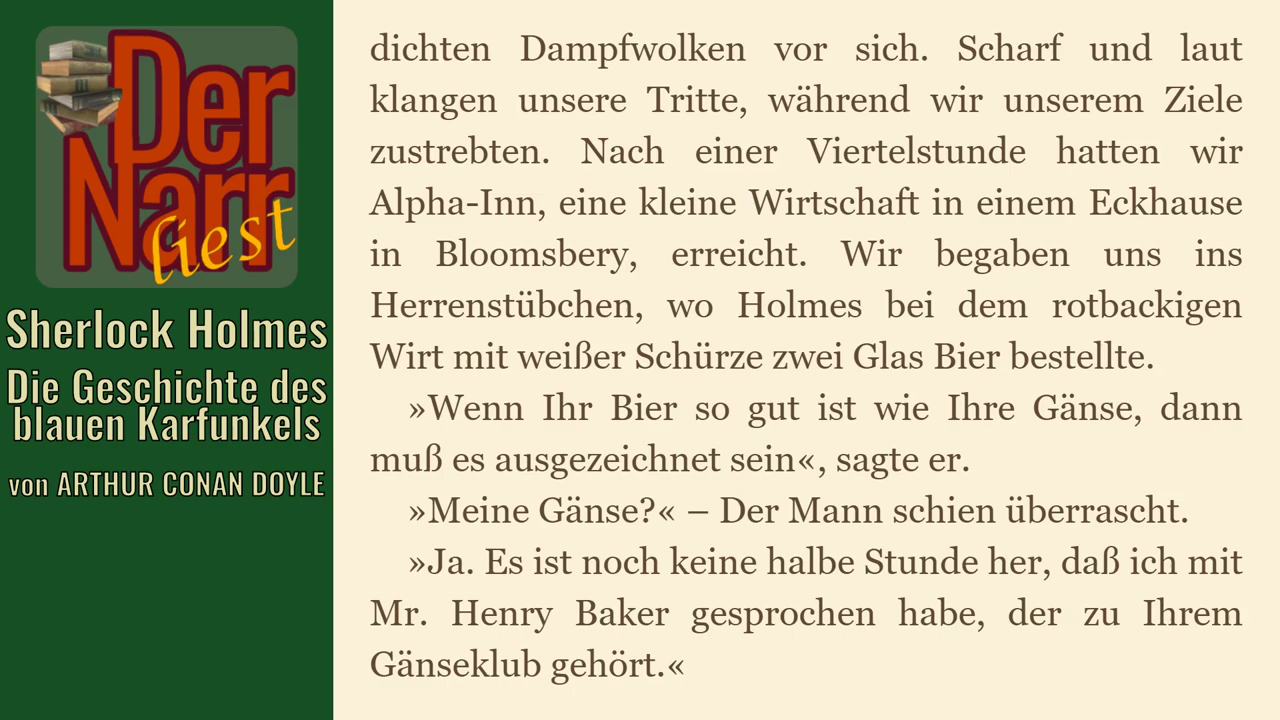 Der
Narr
liest
Sherlock Holmes
Die Geschichte des
blauen Karfunkels
von ARTHUR CONAN DOYLE
dichten Dampfwolken vor sich. Scharf und laut
klangen unsere Tritte, während wir unserem Ziele
zustrebten. Nach einer Viertelstunde hatten wir
Alpha-Inn, eine kleine Wirtschaft in einem Eckhause
in Bloomsbery, erreicht. Wir begaben uns ins
Herrenstübchen, wo Holmes bei dem rotbackigen
Wirt mit weißer Schürze zwei Glas Bier bestellte.
»Wenn Ihr Bier so gut ist wie Ihre Gänse, dann
muß es ausgezeichnet sein«, sagte er.
»Meine Gänse?« – Der Mann schien überrascht.
»Ja. Es ist noch keine halbe Stunde her, daß ich mit
Mr. Henry Baker gesprochen habe, der zu Ihrem
Gänseklub gehört.«